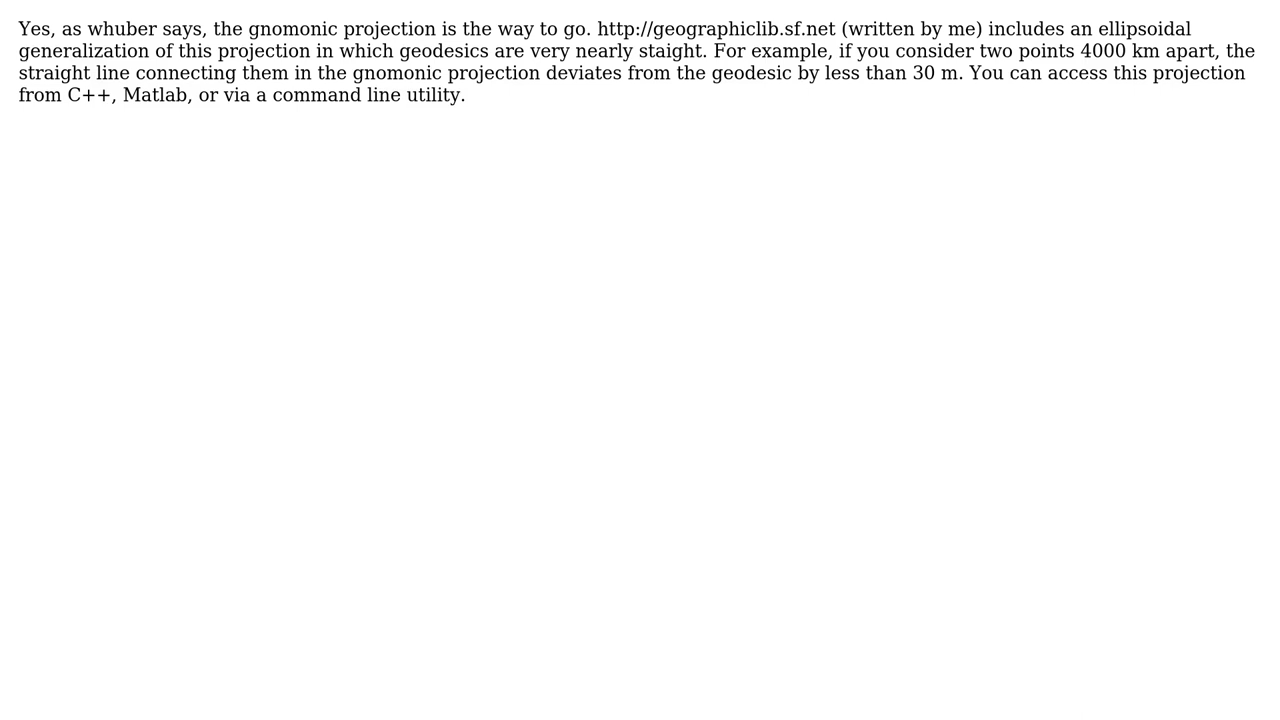 Yes, as whuber says, the gnomonic projection is the way to go. http://geographiclib.sf.net (written by me) includes an ellipsoidal
generalization of this projection in which geodesics are very nearly staight. For example, if you consider two points 4000 km apart, the
straight line connecting them in the gnomonic projection deviates from the geodesic by less than 30 m. You can access this projection
from C++, Matlab, or via a command line utility.